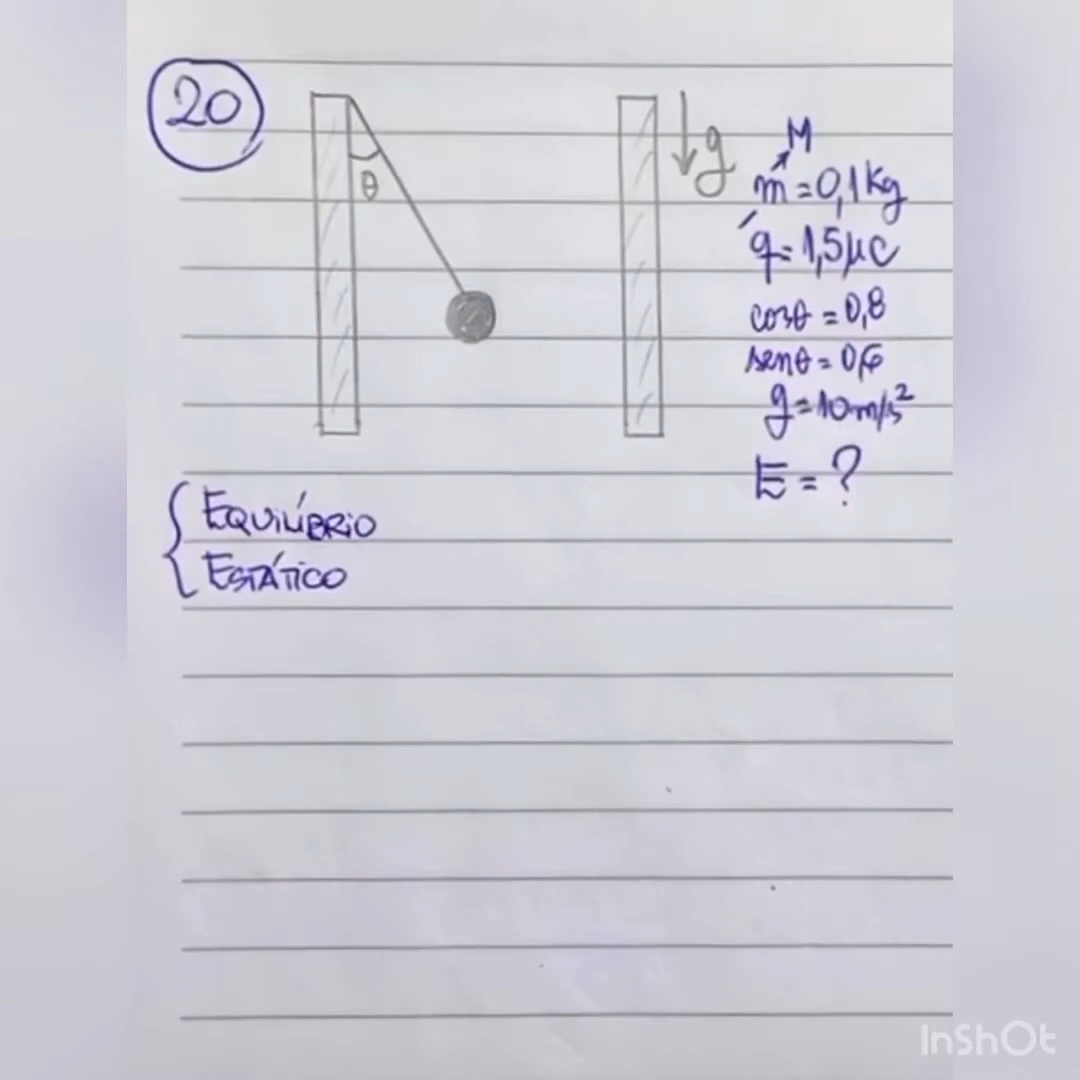 20
θ
g
M
m = 0,1 kg
q = 1,5 μC
cosθ = 0,8
senθ = 0,6
g = 10 m/s²
E = ?
EQUILÍBRIO
ESTÁTICO
InShOt